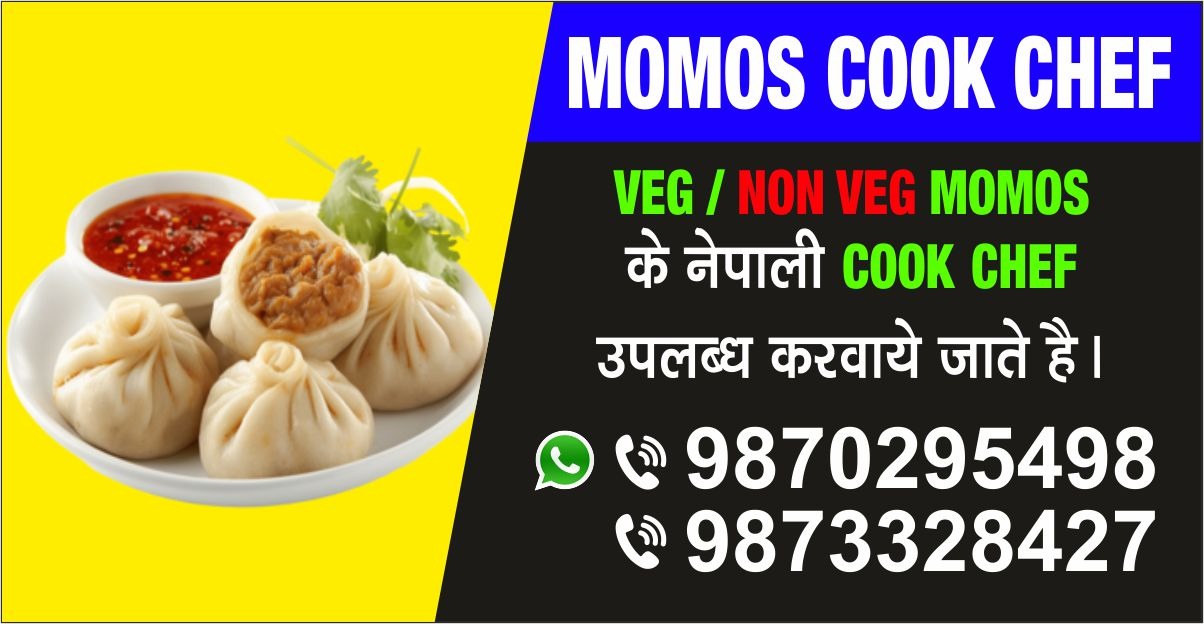 MOMOS COOK CHEF
VEG / NON VEG MOMOS
के नेपाली COOK CHEF
उपलब्ध करवाये जाते है।
9870295498
9873328427